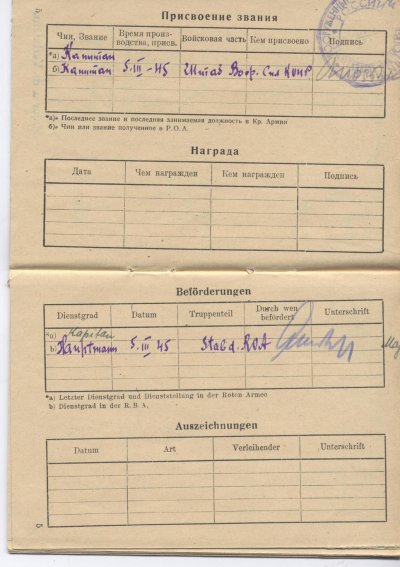 Присвоение звания
Чин, Звание Время производства, присв. Войсковая часть Кем присвоено Подпись
*а) Капитан
б) Капитан 5.III-45 Штаб Воор. Сил КОНР
*а)= Последнее звание и последняя занимаемая должность в Кр. Армии
б)= Чин или звание полученное в Р.О.А.
Награда
Дата Чем награжден Кем награжден Подпись
Beförderungen
Dienstgrad Datum Truppenteil Durch wen befördert Unterschrift
*a) Kapitan
b) Hauptmann 5.III 45 Stab d. ROA
*a) Letzter Dienstgrad und Dienststellung in der Roten Armee
b) Dienstgrad in der R.B.A.
Auszeichnungen
Datum Art Verleihender Unterschrift
5